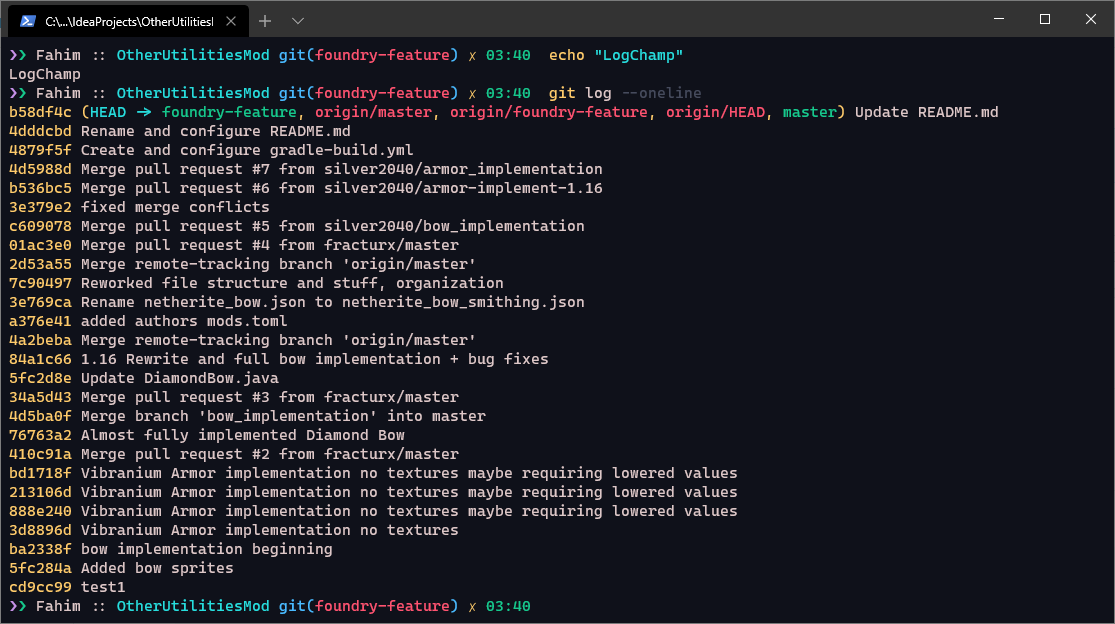 C:\...\IdeaProjects\OtherUtilitiesI
❯❯ Fahim :: OtherUtilitiesMod git(foundry-feature) ✗ 03:40  echo "LogChamp"
LogChamp
❯❯ Fahim :: OtherUtilitiesMod git(foundry-feature) ✗ 03:40  git log --oneline
b58df4c (HEAD → foundry-feature, origin/master, origin/foundry-feature, origin/HEAD, master) Update README.md
4dddcbd Rename and configure README.md
4879f5f Create and configure gradle-build.yml
4d5988d Merge pull request #7 from silver2040/armor_implementation
b536bc5 Merge pull request #6 from silver2040/armor-implement-1.16
3e379e2 fixed merge conflicts
c609078 Merge pull request #5 from silver2040/bow_implementation
01ac3e0 Merge pull request #4 from fracturx/master
2d53a55 Merge remote-tracking branch 'origin/master'
7c90497 Reworked file structure and stuff, organization
3e769ca Rename netherite_bow.json to netherite_bow_smithing.json
a376e41 added authors mods.toml
4a2beba Merge remote-tracking branch 'origin/master'
84a1c66 1.16 Rewrite and full bow implementation + bug fixes
5fc2d8e Update DiamondBow.java
34a5d43 Merge pull request #3 from fracturx/master
4d5ba0f Merge branch 'bow_implementation' into master
76763a2 Almost fully implemented Diamond Bow
410c91a Merge pull request #2 from fracturx/master
bd1718f Vibranium Armor implementation no textures maybe requiring lowered values
213106d Vibranium Armor implementation no textures maybe requiring lowered values
888e240 Vibranium Armor implementation no textures maybe requiring lowered values
3d8896d Vibranium Armor implementation no textures
ba2338f bow implementation beginning
5fc284a Added bow sprites
cd9cc99 test1
❯❯ Fahim :: OtherUtilitiesMod git(foundry-feature) ✗ 03:40